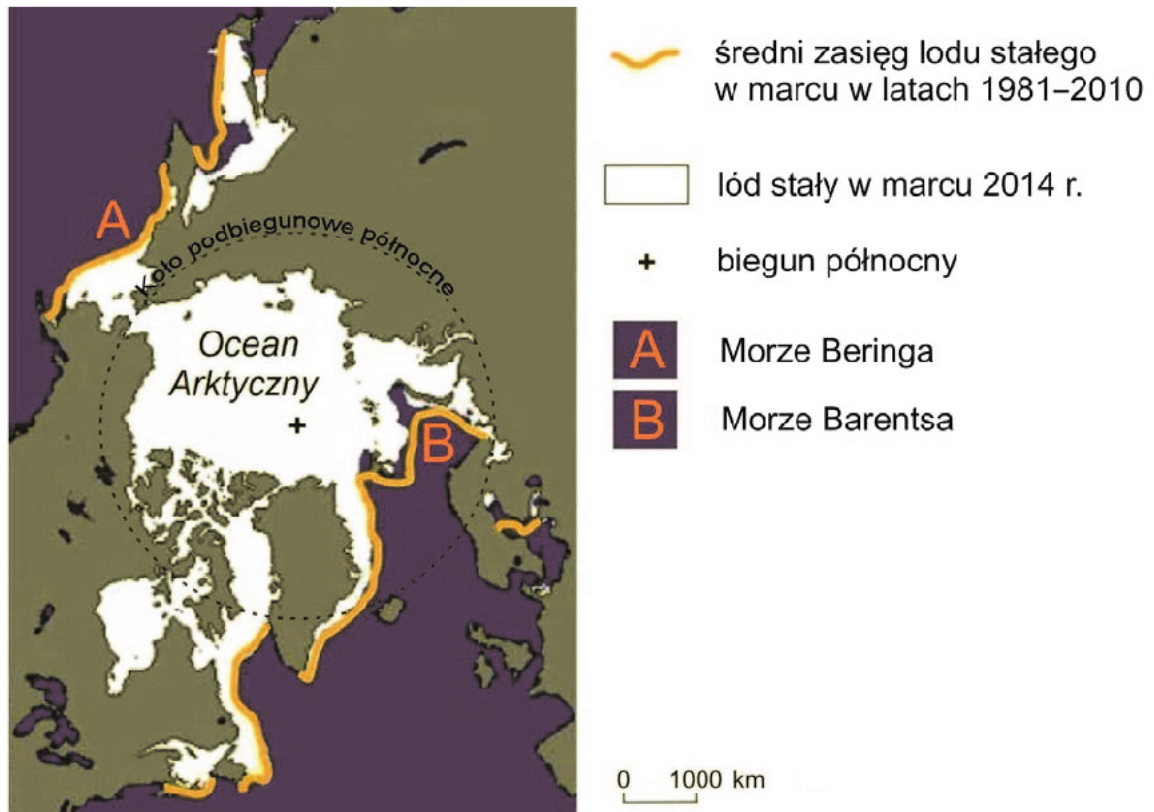 A
Koło podbiegunowe północne
Ocean
Arktyczny
B
średni zasięg lodu stałego
w marcu w latach 1981–2010
lód stały w marcu 2014 r.
+ biegun północny
A Morze Beringa
B Morze Barentsa
0 1000 km